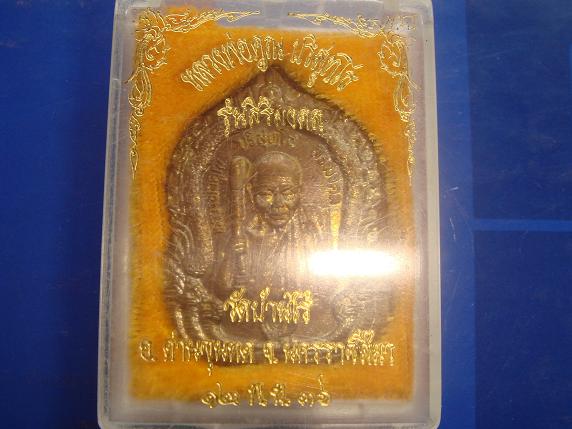 หลวงพ่อคูณ ปริสุทโธ
รุ่นสิริมงคล
วัดบ้านไร่
อ. ด่านขุนทด จ. นครราชสีมา